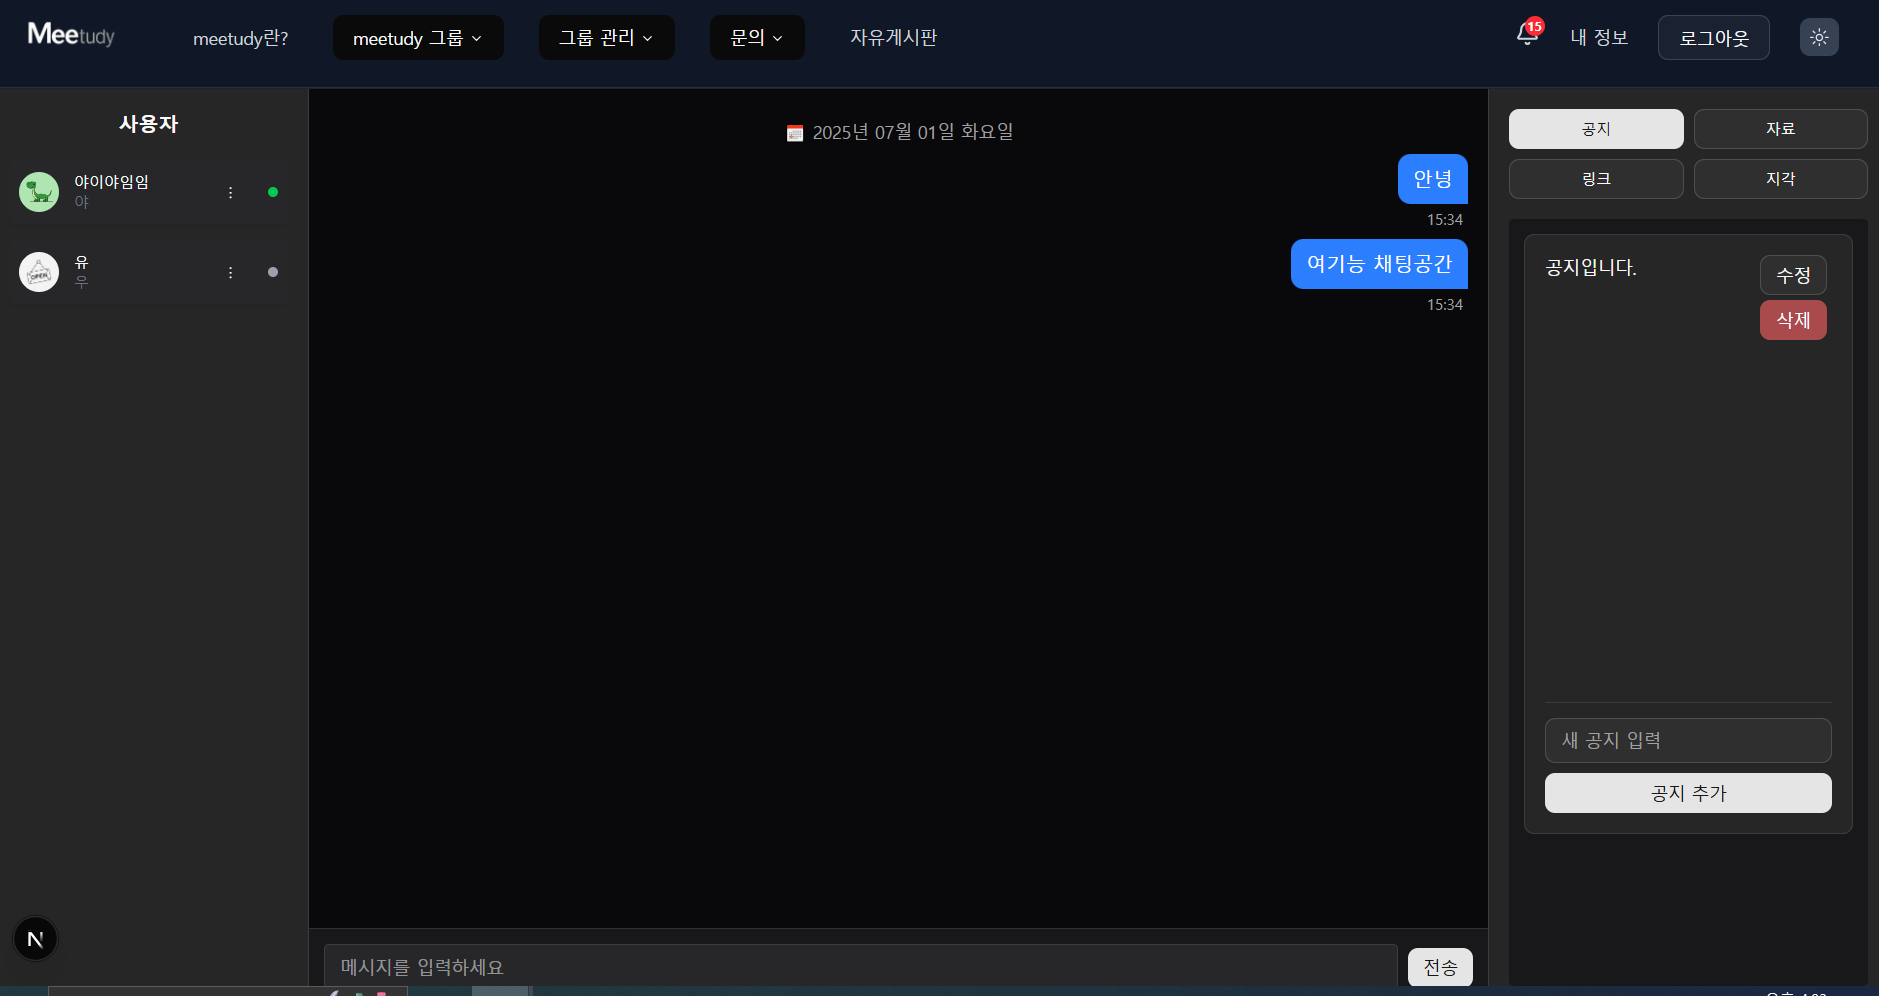 Meetudy
meetudy란?
meetudy 그룹
그룹 관리
문의
자유게시판
15
내 정보
로그아웃
사용자
야이야임임
야
유
우
2025년 07월 01일 화요일
안녕
15:34
여기능 채팅공간
15:34
공지
자료
링크
지각
공지입니다.
수정
삭제
새 공지 입력
공지 추가
메시지를 입력하세요
전송
N
OPEN